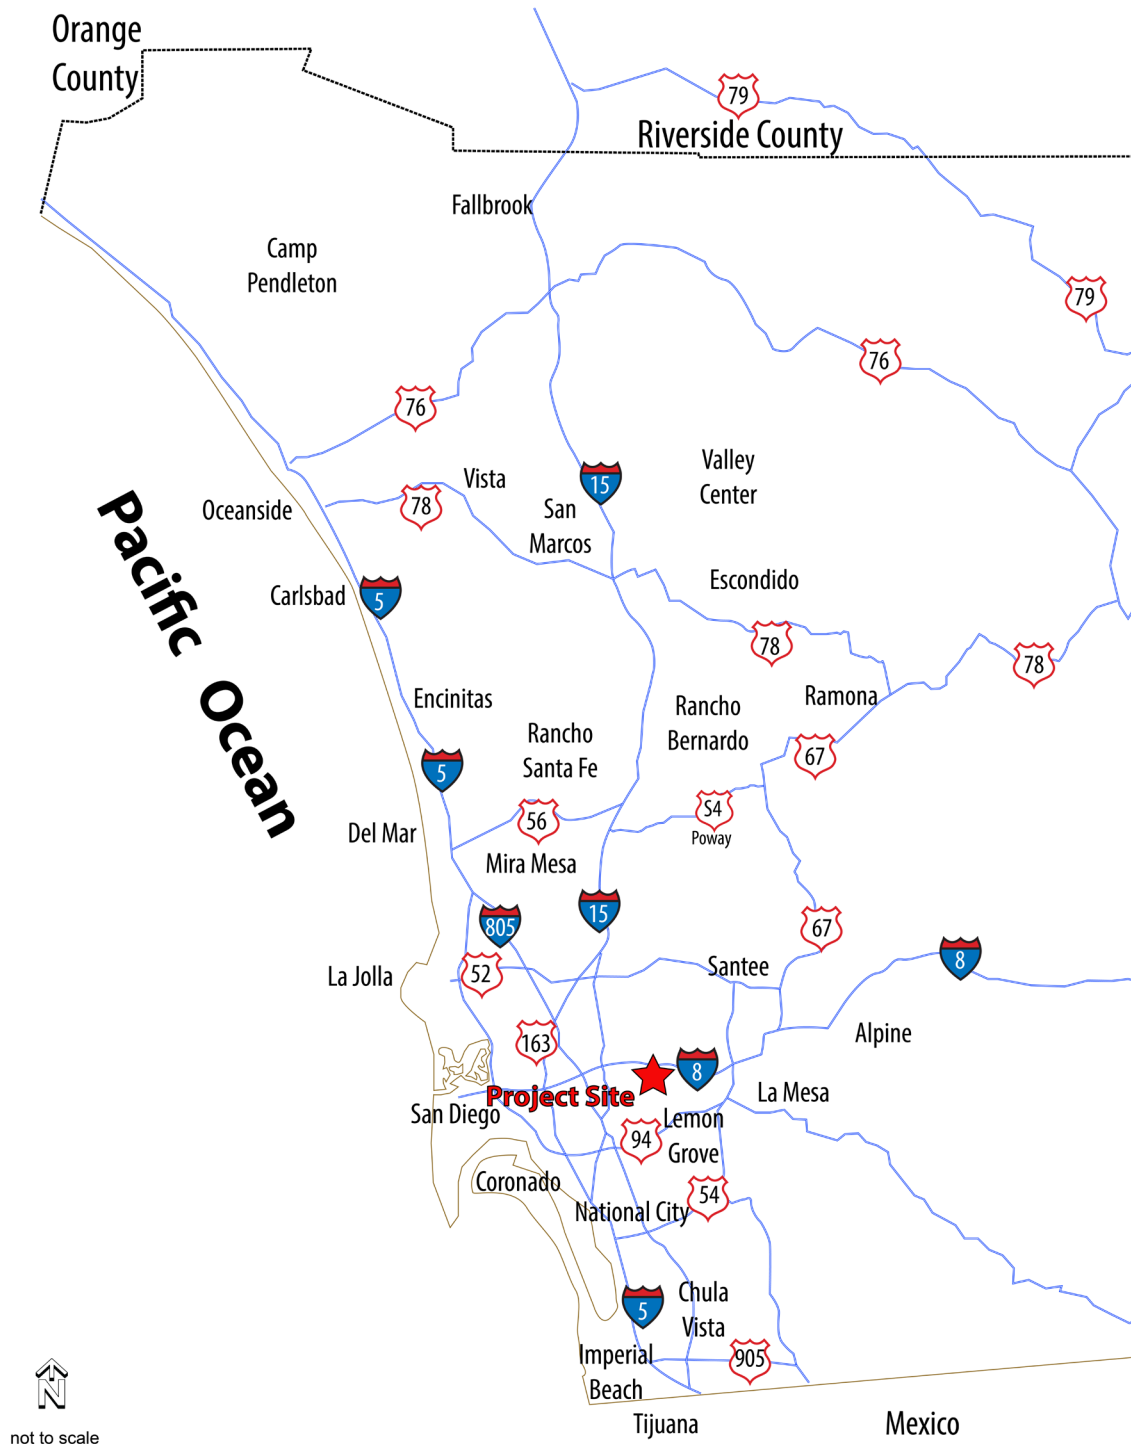 Orange
County
79
Riverside County
Fallbrook
Camp
Pendleton
79
76
76
Vista
Valley
Center
15
78
San
Marcos
Oceanside
Pacific Ocean
Escondido
Carlsbad
5
78
78
Encinitas
Ramona
Rancho
Bernardo
Rancho
Santa Fe
67
5
S4
Poway
56
Del Mar
Mira Mesa
15
805
67
8
Santee
52
La Jolla
163
Alpine
8
Project Site
La Mesa
San Diego
Lemon
Grove
94
Coronado
54
National City
Chula
Vista
5
905
Imperial
Beach
Tijuana
Mexico
N
not to scale